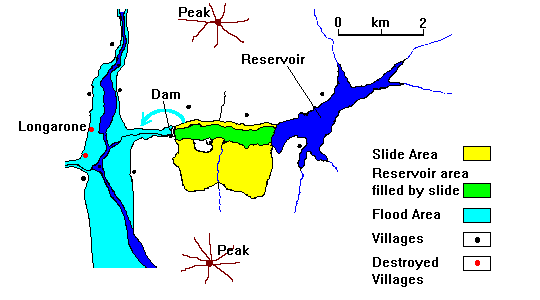 Peak
0 km 2
Reservoir
Dam
Longarone
Slide Area
Reservoir area
filled by slide
Flood Area
Villages
Destroyed
Villages
Peak